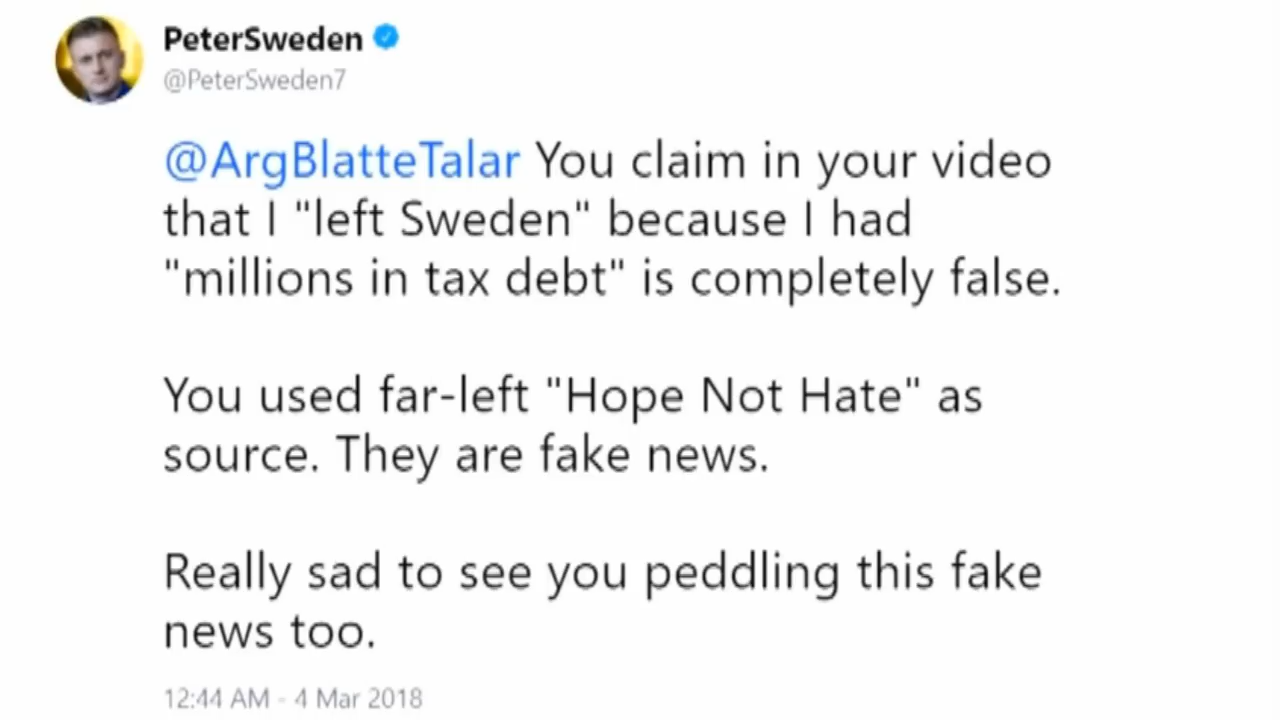 PeterSweden
@PeterSweden7
@ArgBlatteTalar You claim in your video
that I "left Sweden" because I had
"millions in tax debt" is completely false.
You used far-left "Hope Not Hate" as
source. They are fake news.
Really sad to see you peddling this fake
news too.
12:44 AM - 4 Mar 2018